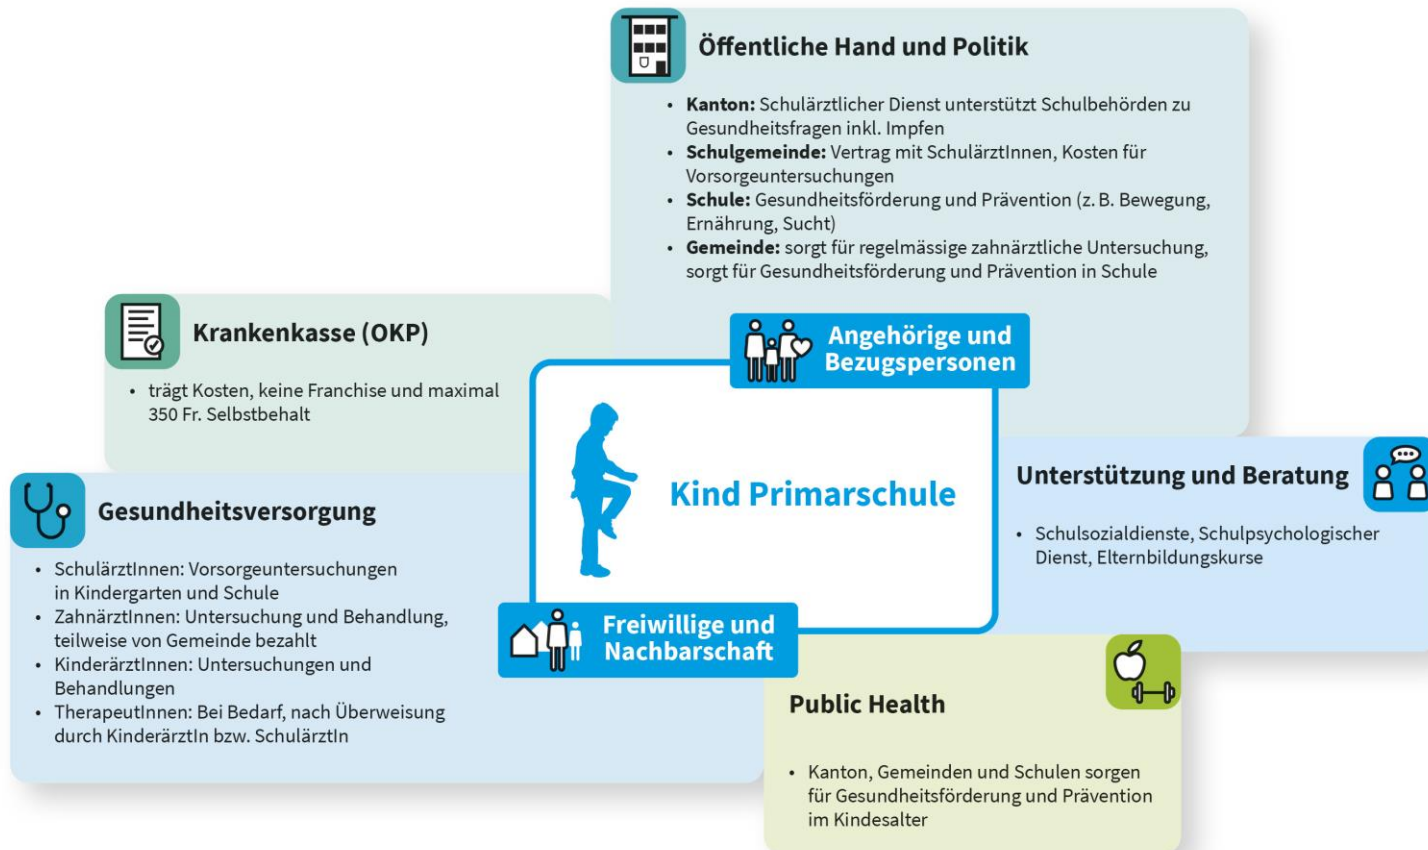 Öffentliche Hand und Politik
• Kanton: Schulärztlicher Dienst unterstützt Schulbehörden zu
Gesundheitsfragen inkl. Impfen
• Schulgemeinde: Vertrag mit SchulärztInnen, Kosten für
Vorsorgeuntersuchungen
• Schule: Gesundheitsförderung und Prävention (z. B. Bewegung,
Ernährung, Sucht)
• Gemeinde: sorgt für regelmässige zahnärztliche Untersuchung,
sorgt für Gesundheitsförderung und Prävention in Schule
Krankenkasse (OKP)
• trägt Kosten, keine Franchise und maximal
350 Fr. Selbstbehalt
Angehörige und
Bezugspersonen
Kind Primarschule
Unterstützung und Beratung
• Schulsozialdienste, Schulpsychologischer
Dienst, Elternbildungskurse
Gesundheitsversorgung
• SchulärztInnen: Vorsorgeuntersuchungen
in Kindergarten und Schule
• ZahnärztInnen: Untersuchung und Behandlung,
teilweise von Gemeinde bezahlt
• KinderärztInnen: Untersuchungen und
Behandlungen
• TherapeutInnen: Bei Bedarf, nach Überweisung
durch KinderärztIn bzw. SchulärztIn
Freiwillige und
Nachbarschaft
Public Health
• Kanton, Gemeinden und Schulen sorgen
für Gesundheitsförderung und Prävention
im Kindesalter